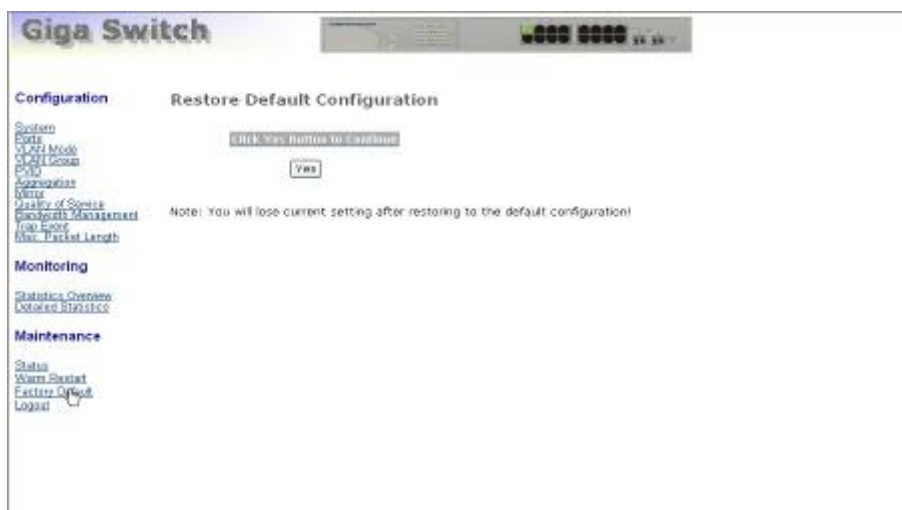 Giga Switch
Configuration
System
Ports
VLAN Mode
VLAN Group
PVID
Aggregation
Mirror
Quality of Service
Bandwidth Management
Trap Event
Max. Packet Length
Monitoring
Statistics Overview
Detailed Statistics
Maintenance
Status
Warm Restart
Factory Default
Logout
Restore Default Configuration
Click Yes Button to Continue
Yes
Note: You will lose current setting after restoring to the default configuration!